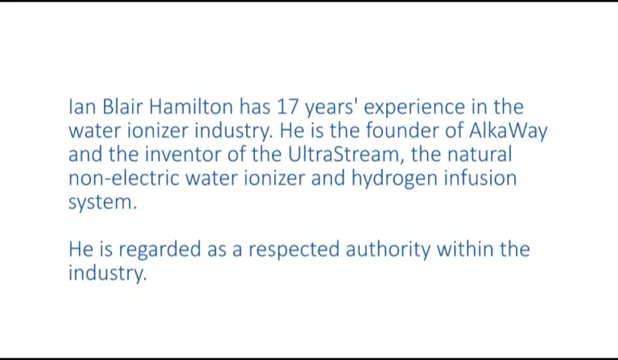 Ian Blair Hamilton has 17 years' experience in the
water ionizer industry. He is the founder of AlkaWay
and the inventor of the UltraStream, the natural
non-electric water ionizer and hydrogen infusion
system.
He is regarded as a respected authority within the
industry.